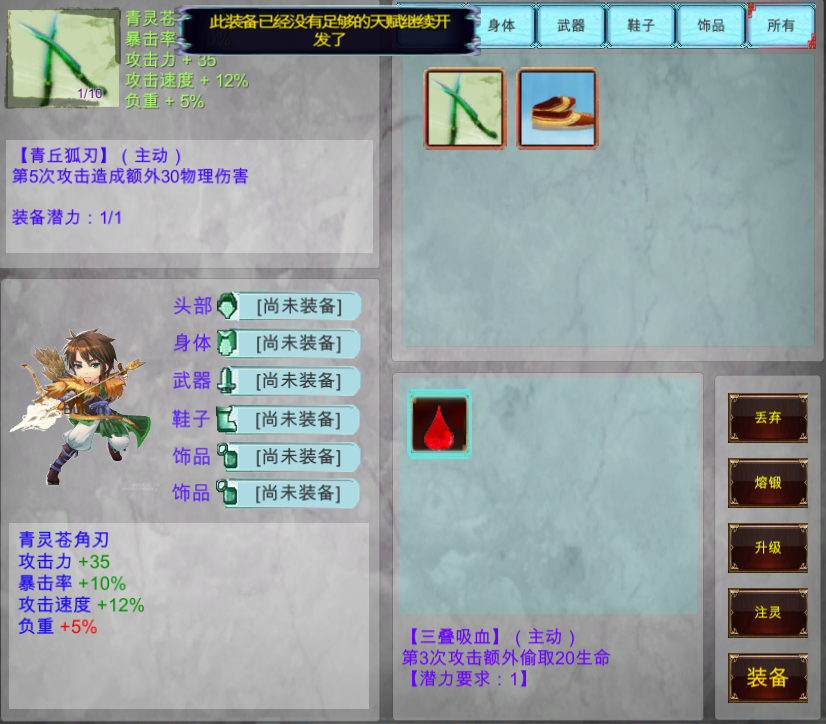 此装备已经没有足够的天赋继续开
发了
青灵苍
暴击率
攻击力 + 35
攻击速度 + 12%
负重 + 5%
1/10
【青丘狐刃】（主动）
第5次攻击造成额外30物理伤害
装备潜力：1/1
身体
武器
鞋子
饰品
所有
头部 [尚未装备]
身体 [尚未装备]
武器 [尚未装备]
鞋子 [尚未装备]
饰品 [尚未装备]
饰品 [尚未装备]
青灵苍角刃
攻击力 +35
暴击率 +10%
攻击速度 +12%
负重 +5%
【三叠吸血】（主动）
第3次攻击额外偷取20生命
【潜力要求：1】
丢弃
熔锻
升级
注灵
装备